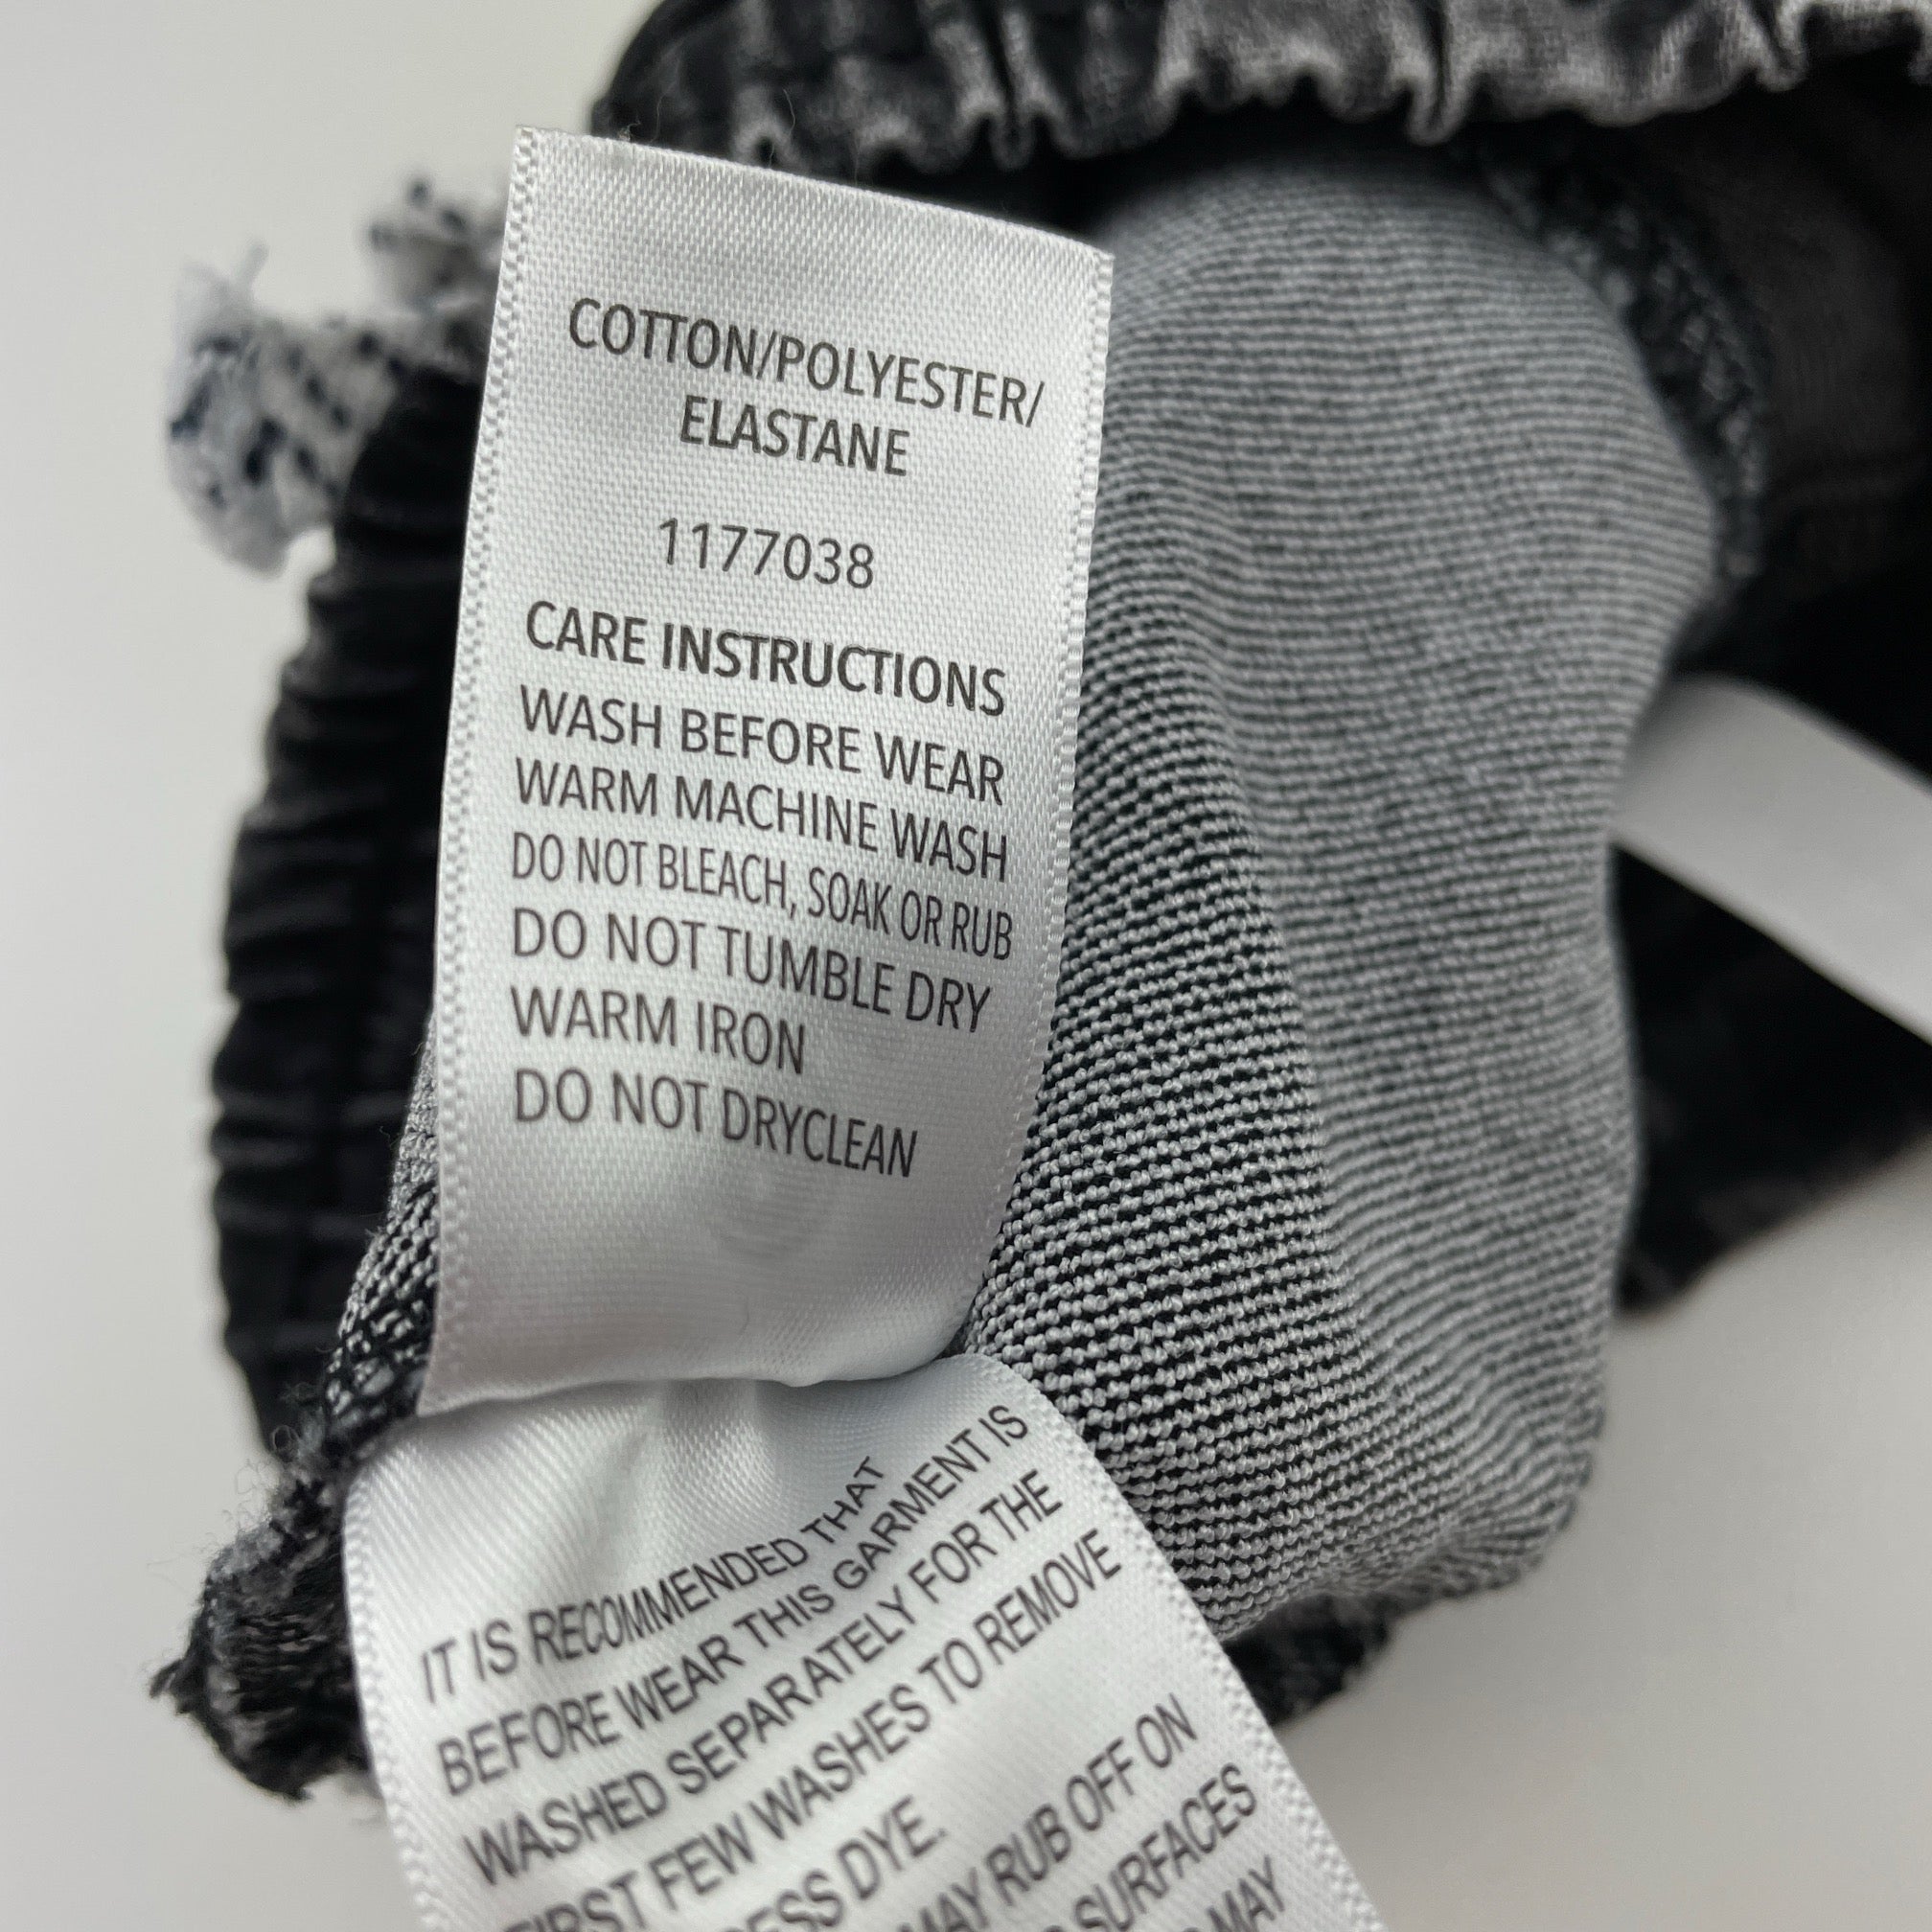 COTTON/POLYESTER/
ELASTANE
1177038
CARE INSTRUCTIONS
WASH BEFORE WEAR
WARM MACHINE WASH
DO NOT BLEACH, SOAK OR RUB
DO NOT TUMBLE DRY
WARM IRON
DO NOT DRYCLEAN
IT IS RECOMMENDED THAT
BEFORE WEAR THIS GARMENT IS
WASHED SEPARATELY FOR THE
FIRST FEW WASHES TO REMOVE
DYE.
MAY RUB OFF ON
SURFACES
MAY